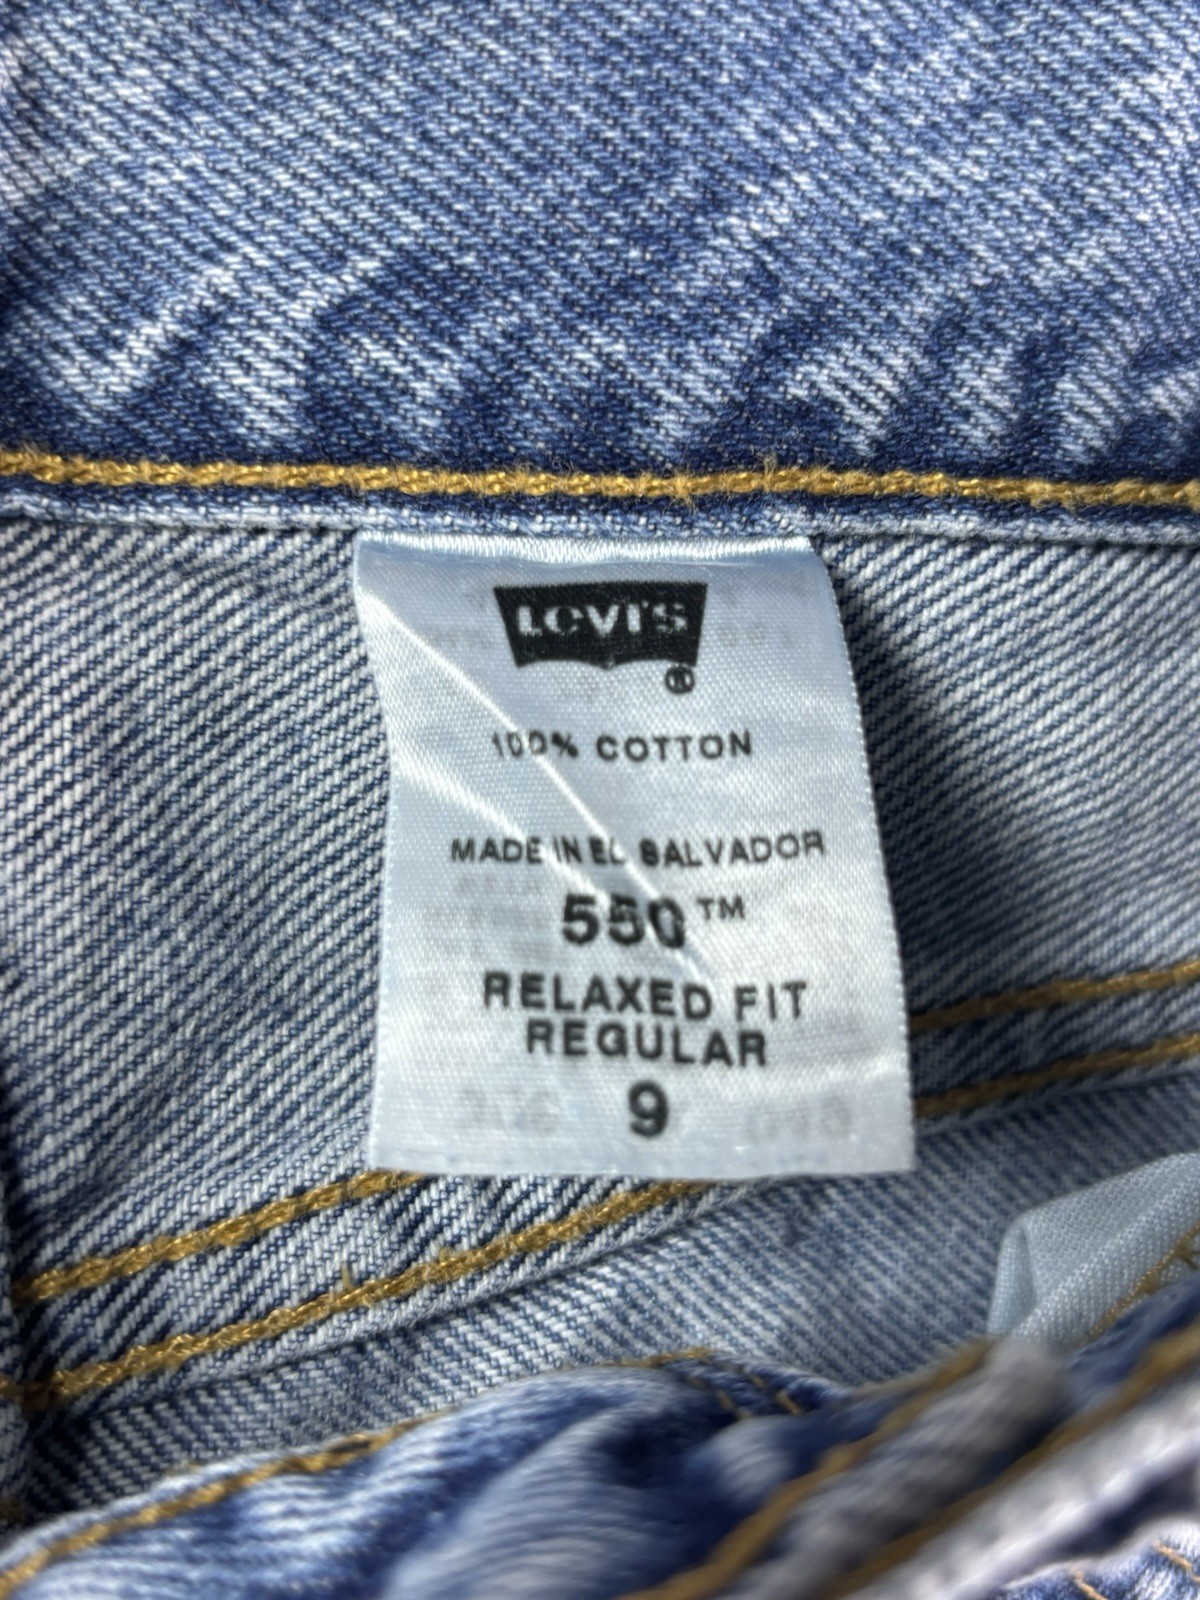 LEVI'S
®
100% COTTON
MADE IN EL SALVADOR
550™
RELAXED FIT
REGULAR
9